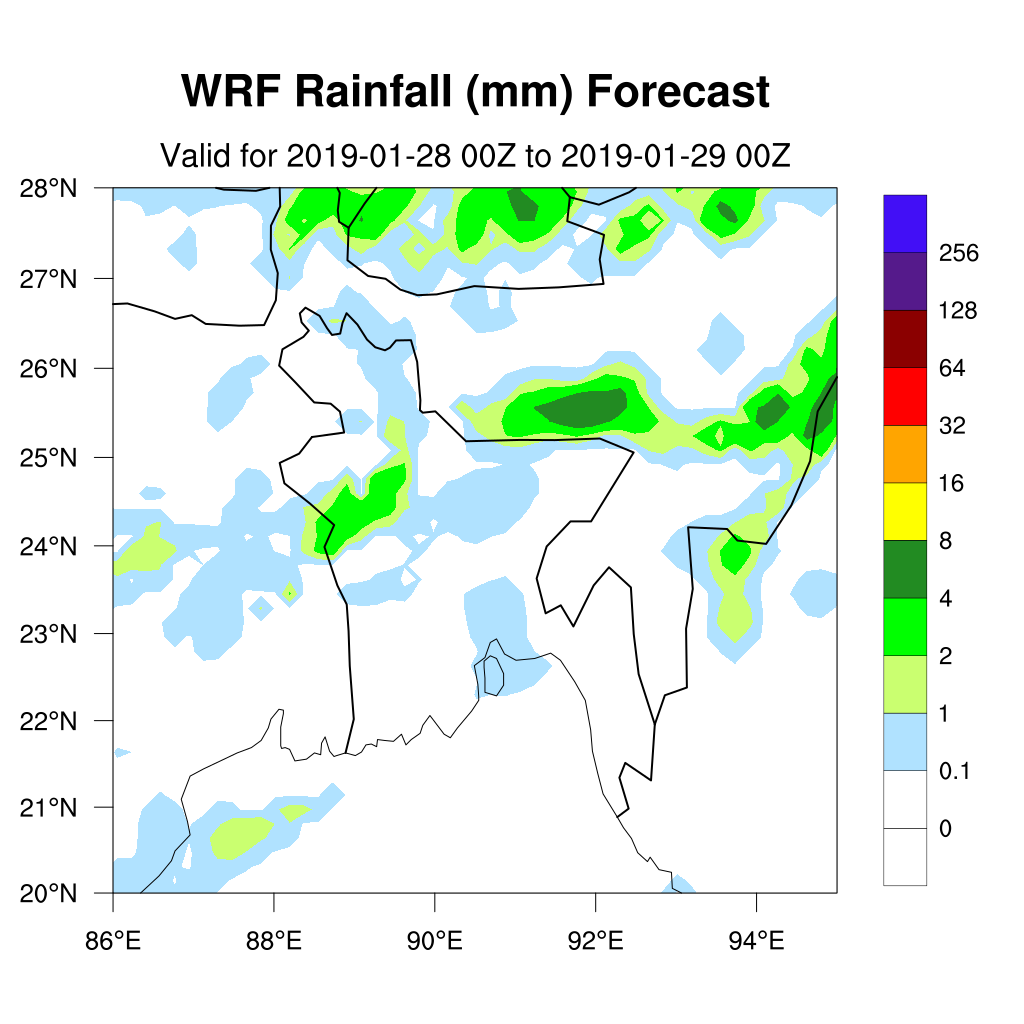 WRF Rainfall (mm) Forecast
Valid for 2019-01-28 00Z to 2019-01-29 00Z
28°N
27°N
26°N
25°N
24°N
23°N
22°N
21°N
20°N
86°E 88°E 90°E 92°E 94°E
256
128
64
32
16
8
4
2
1
0.1
0